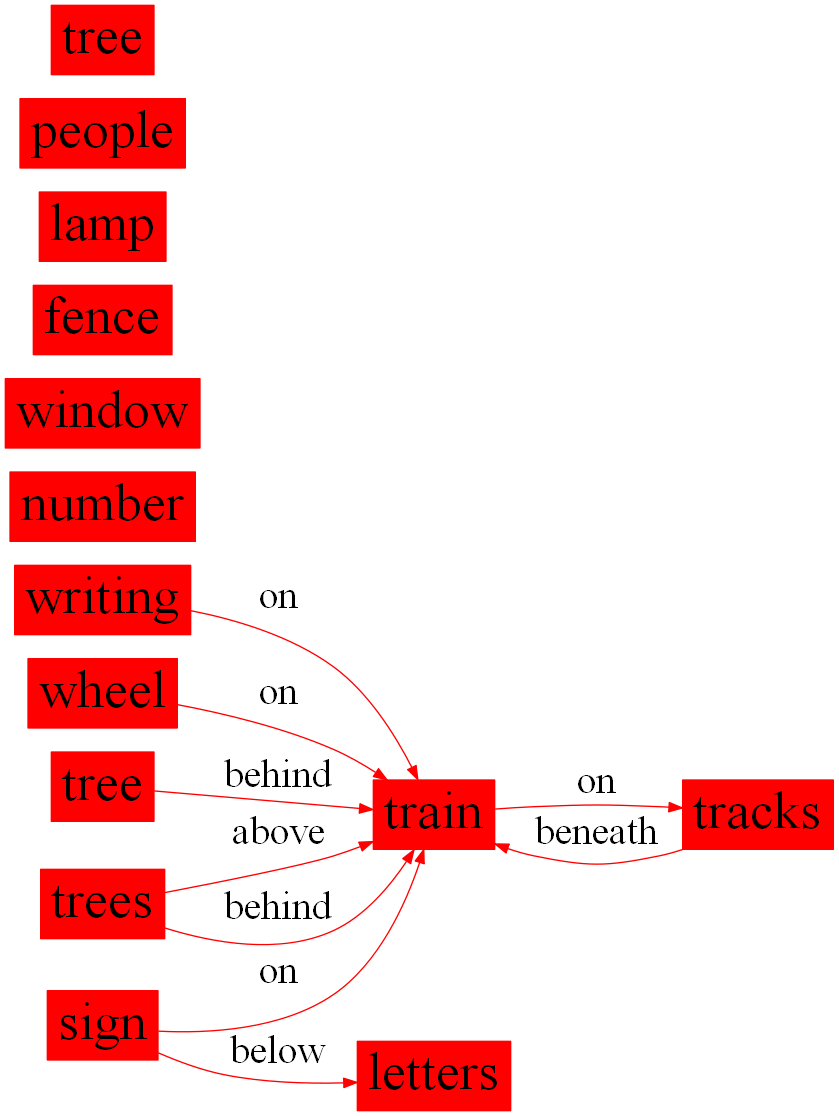 tree
people
lamp
fence
window
number
writing
on
wheel
on
tree
behind
train
on
tracks
above
beneath
trees
behind
on
sign
below
letters